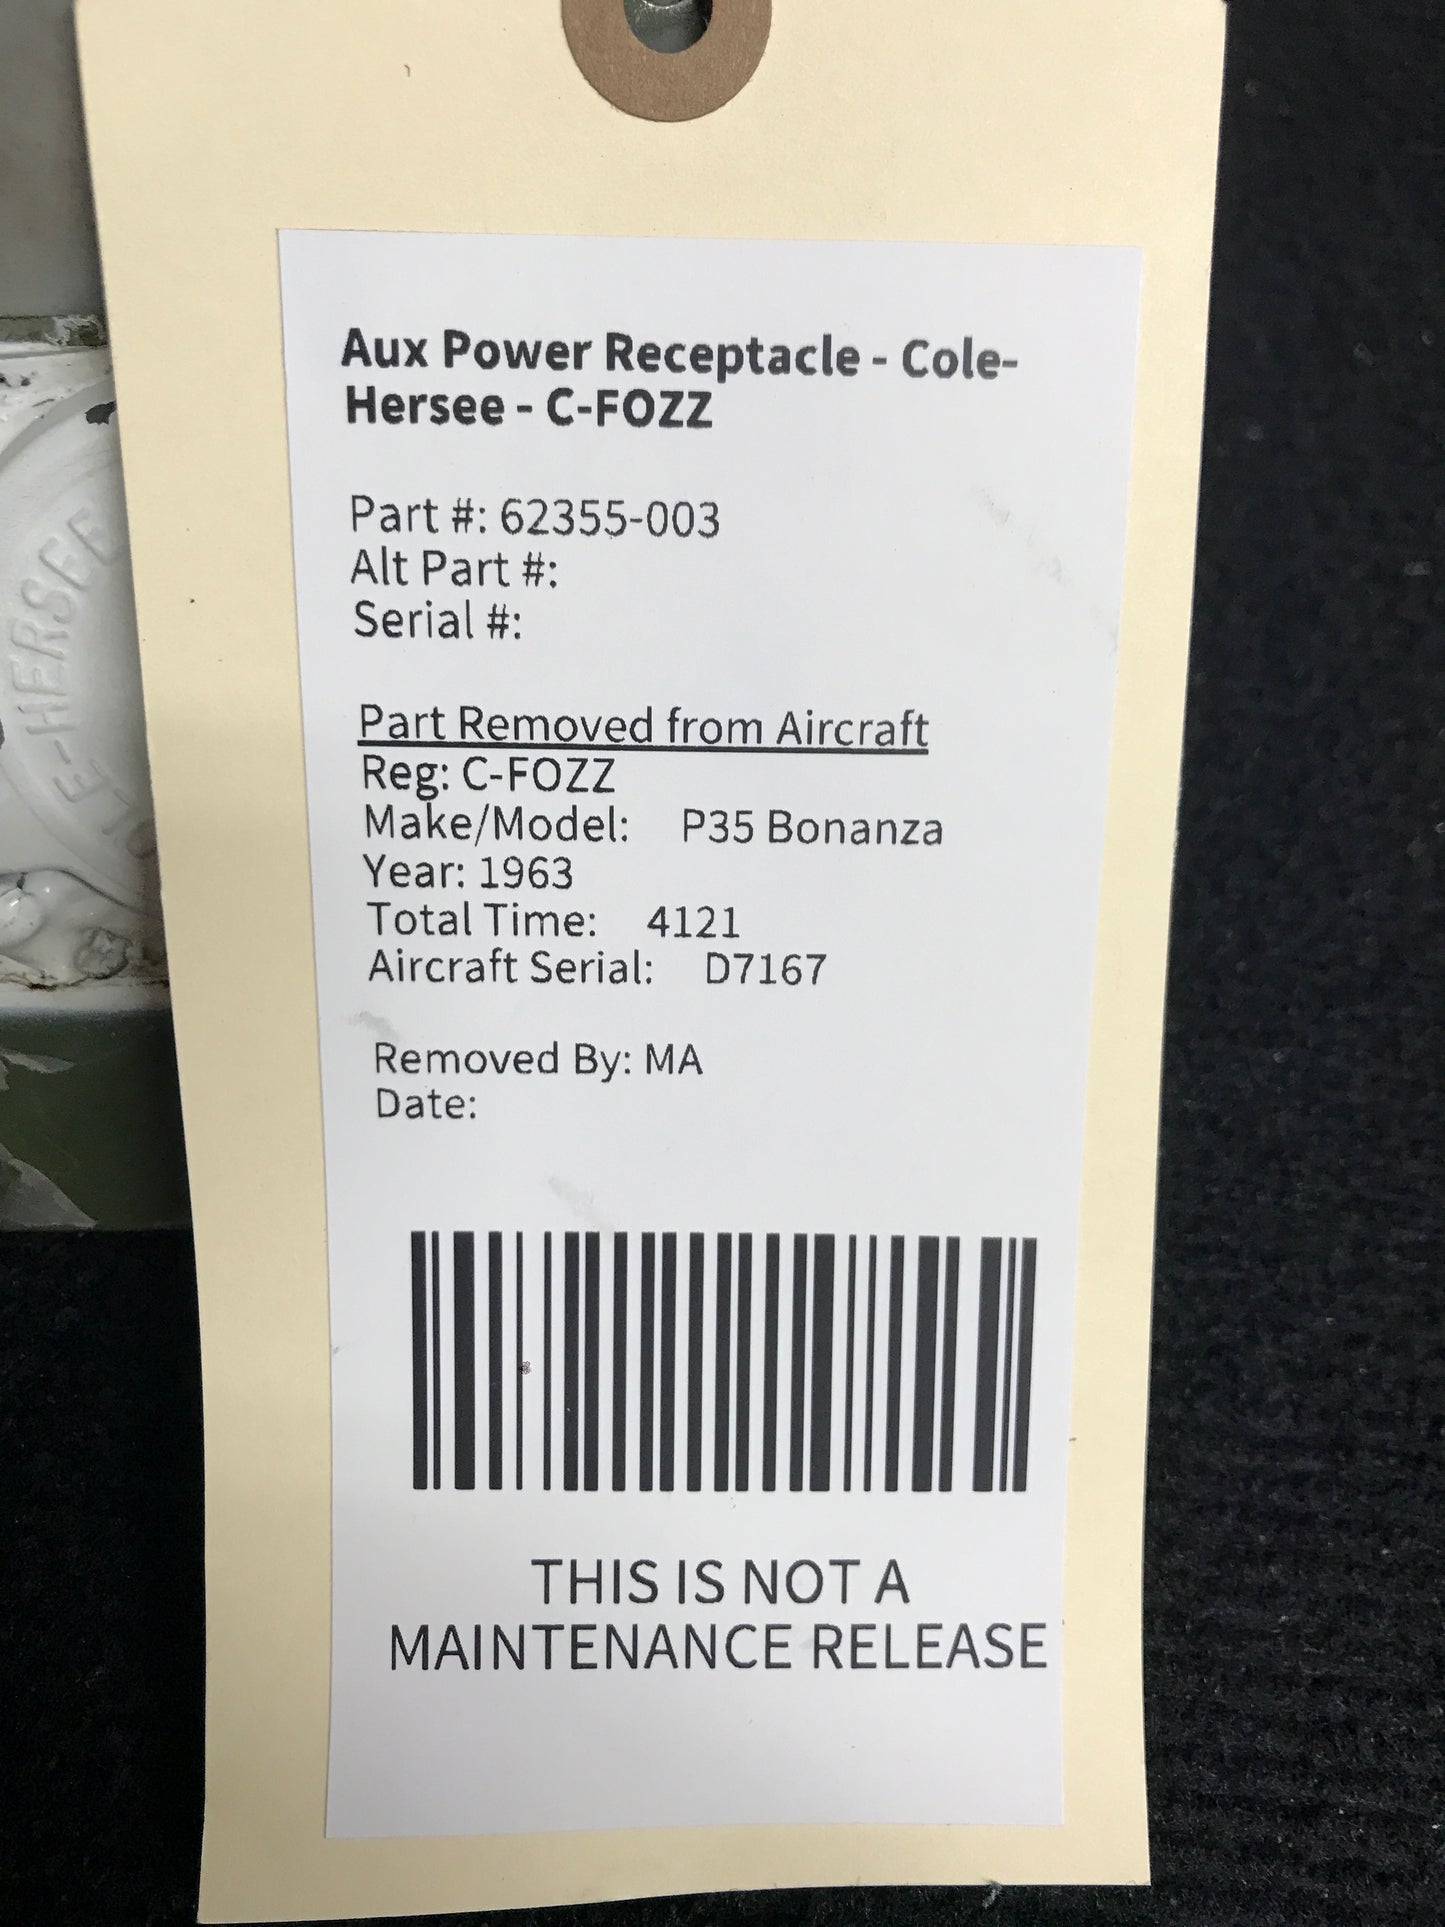 Aux Power Receptacle - Cole-
Hersee - C-FOZZ
Part #: 62355-003
Alt Part #:
Serial #:
Part Removed from Aircraft
Reg: C-FOZZ
Make/Model: P35 Bonanza
Year: 1963
Total Time: 4121
Aircraft Serial: D7167
Removed By: MA
Date:
THIS IS NOT A
MAINTENANCE RELEASE
E-HERSEE